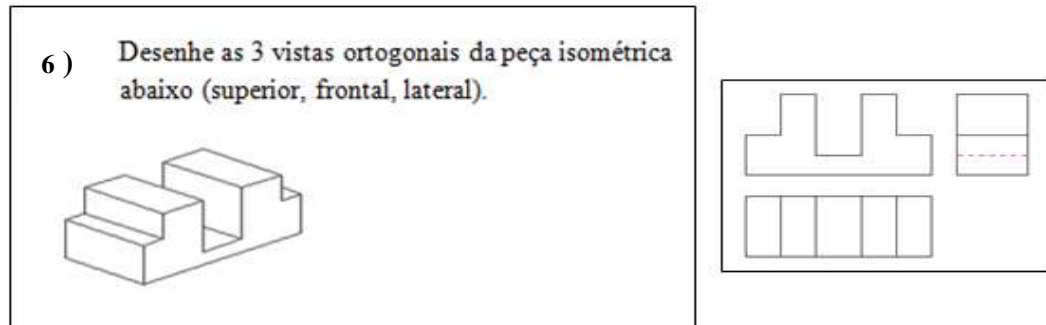 6 ) Desenhe as 3 vistas ortogonais da peça isométrica
abaixo (superior, frontal, lateral).